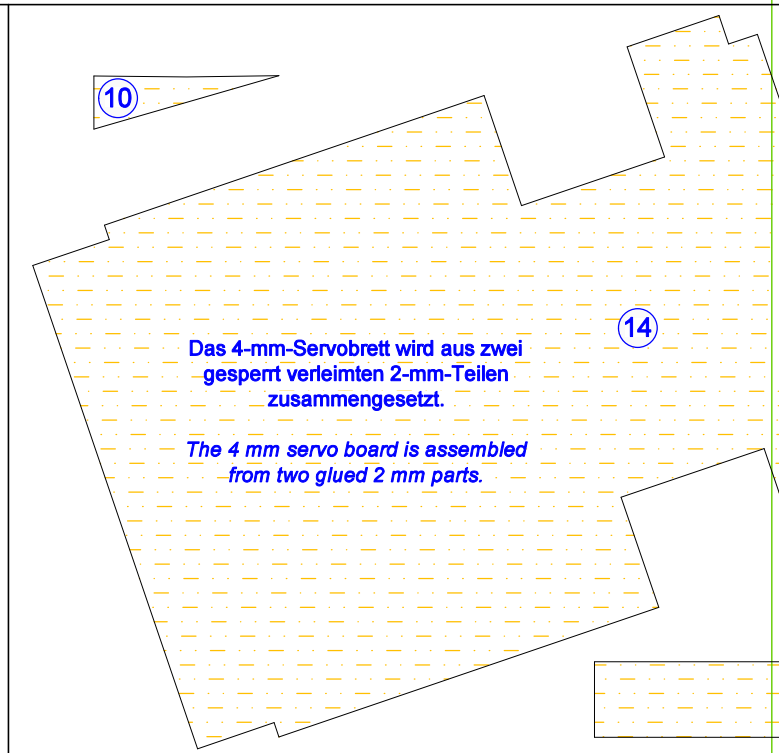 10
14
Das 4-mm-Servobrett wird aus zwei
gesperrt verleimten 2-mm-Teilen
zusammengesetzt.
The 4 mm servo board is assembled
from two glued 2 mm parts.